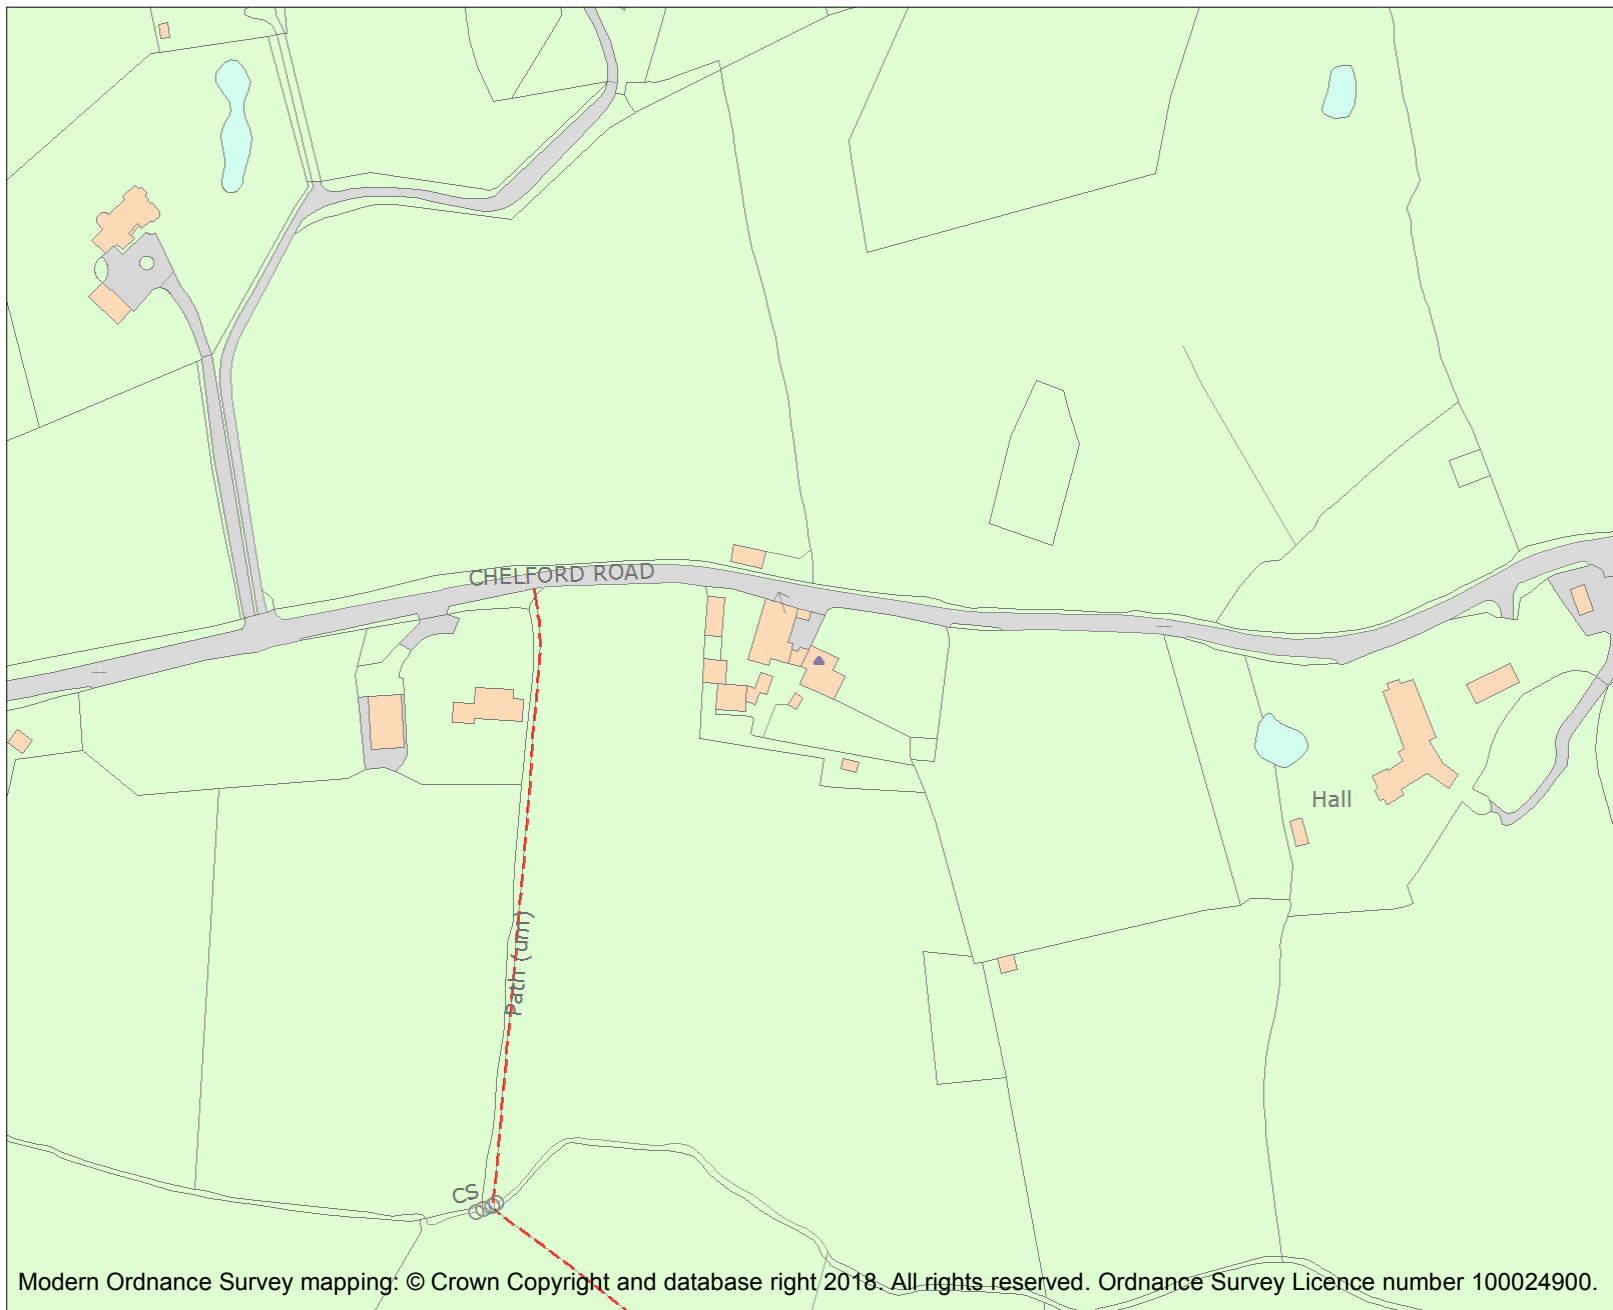 CHELFORD ROAD
Hall
Path (um)
CS
Modern Ordnance Survey mapping: © Crown Copyright and database right 2018. All rights reserved. Ordnance Survey Licence number 100024900.